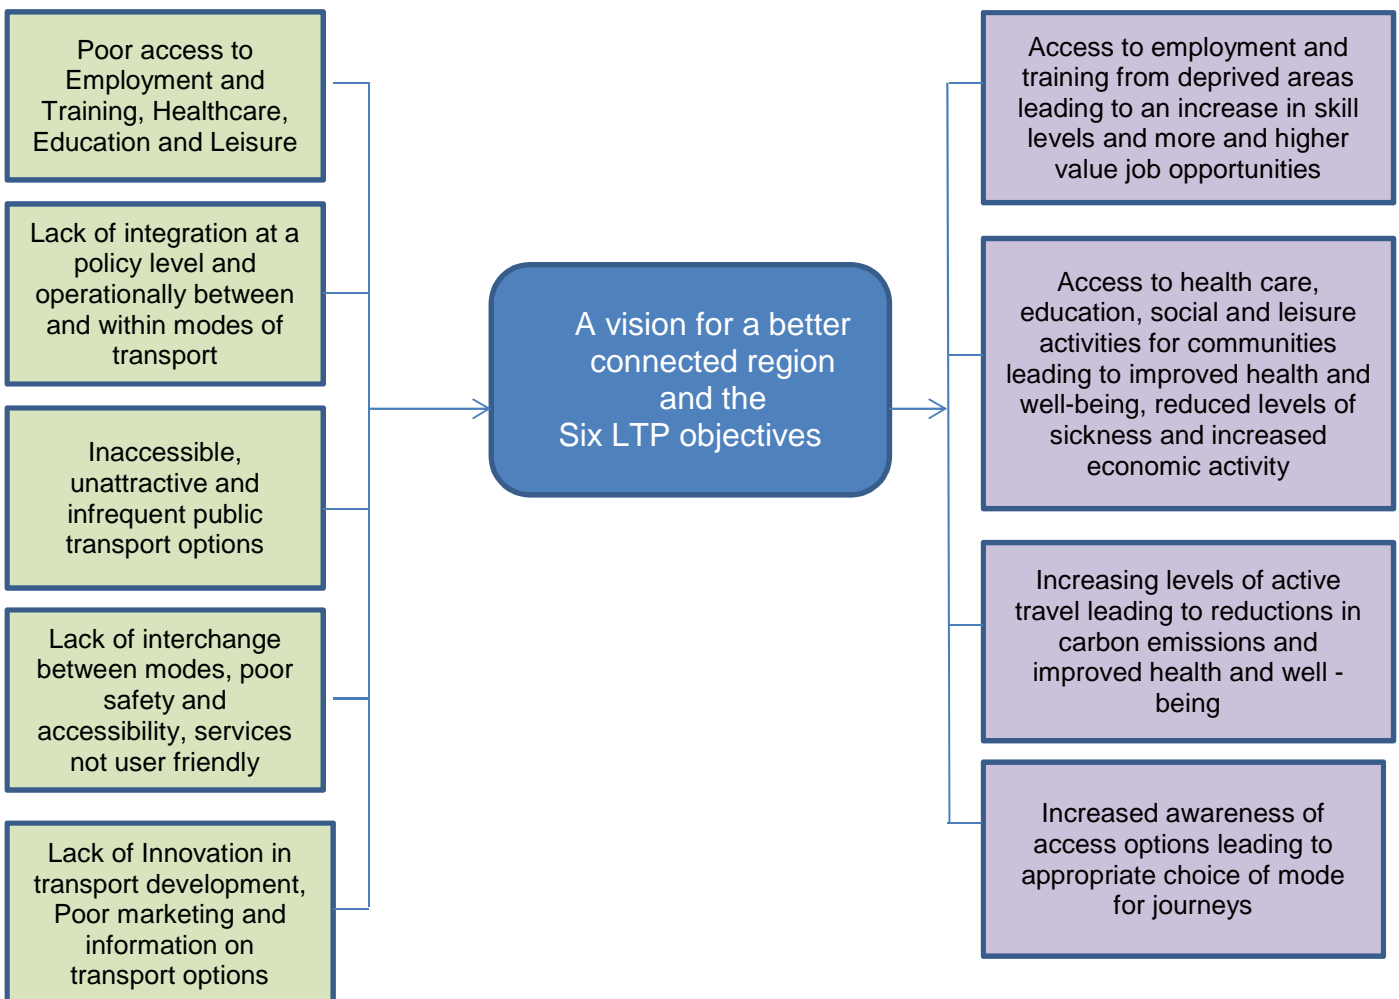 Poor access to
Employment and
Training, Healthcare,
Education and Leisure
Lack of integration at a
policy level and
operationally between
and within modes of
transport
Inaccessible,
unattractive and
infrequent public
transport options
Lack of interchange
between modes, poor
safety and
accessibility, services
not user friendly
Lack of Innovation in
transport development,
Poor marketing and
information on
transport options
A vision for a better
connected region
and the
Six LTP objectives
Access to employment and
training from deprived areas
leading to an increase in skill
levels and more and higher
value job opportunities
Access to health care,
education, social and leisure
activities for communities
leading to improved health and
well-being, reduced levels of
sickness and increased
economic activity
Increasing levels of active
travel leading to reductions in
carbon emissions and
improved health and well -
being
Increased awareness of
access options leading to
appropriate choice of mode
for journeys